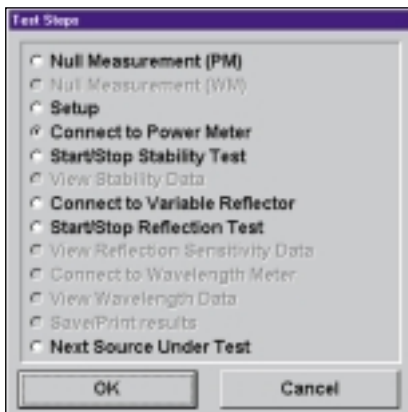 Test Steps
Null Measurement (PM)
Null Measurement (WM)
Setup
Connect to Power Meter
Start/Stop Stability Test
View Stability Data
Connect to Variable Reflector
Start/Stop Reflection Test
View Reflection Sensitivity Data
Connect to Wavelength Meter
View Wavelength Data
Save/Print results
Next Source Under Test
OK Cancel